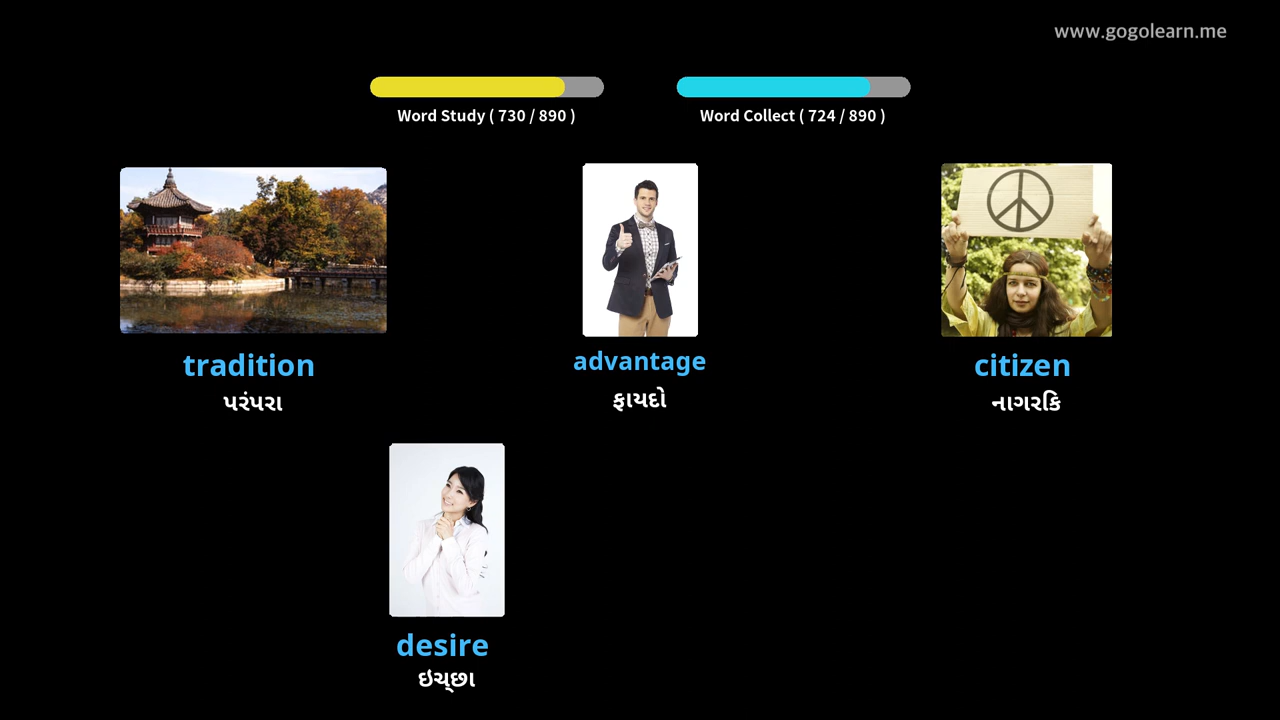 www.gogolearn.me
Word Study ( 730 / 890 )
Word Collect ( 724 / 890 )
tradition
પરંપરા
advantage
ફાયદો
citizen
નાગરકિ
desire
ઇચ્છા